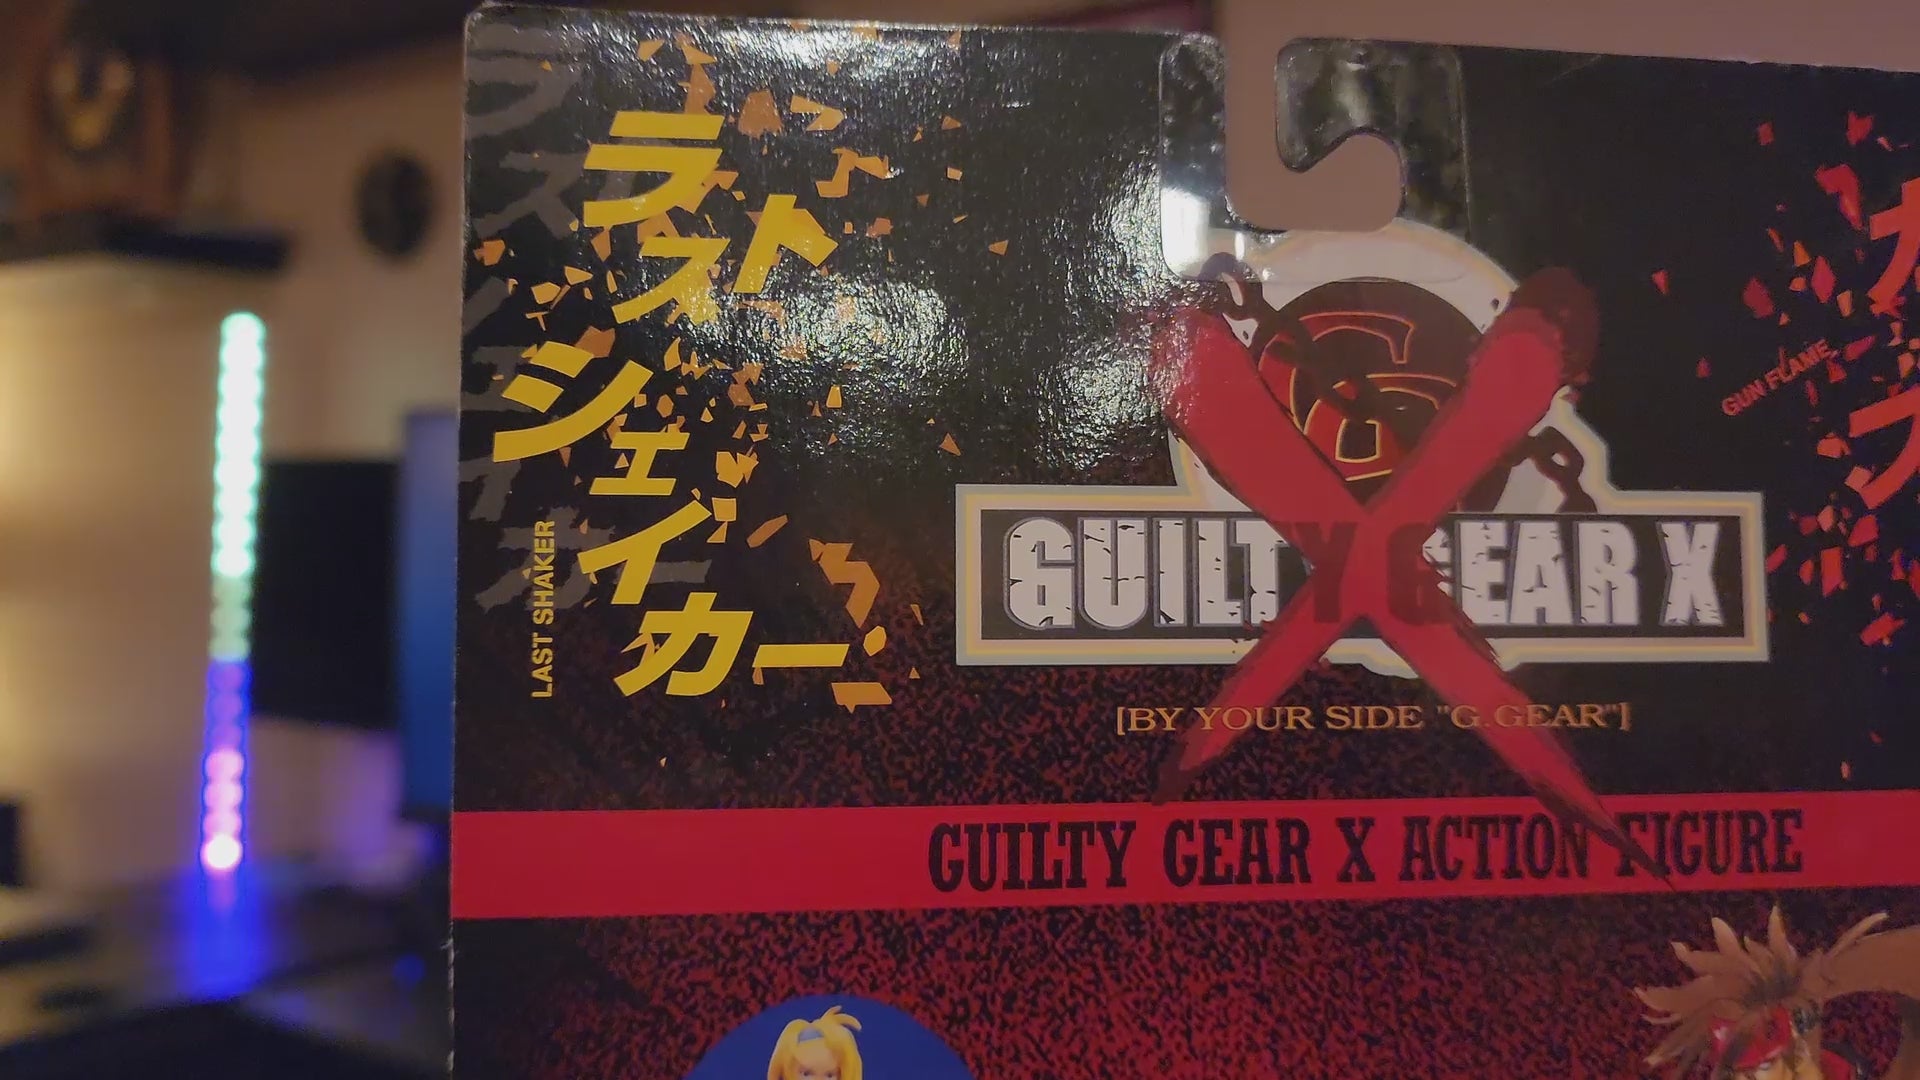 ラスト
シェイカー
LAST SHAKER
GUILTY GEAR X
[BY YOUR SIDE "G.GEAR"]
GUN FLAME
GUILTY GEAR X ACTION FIGURE